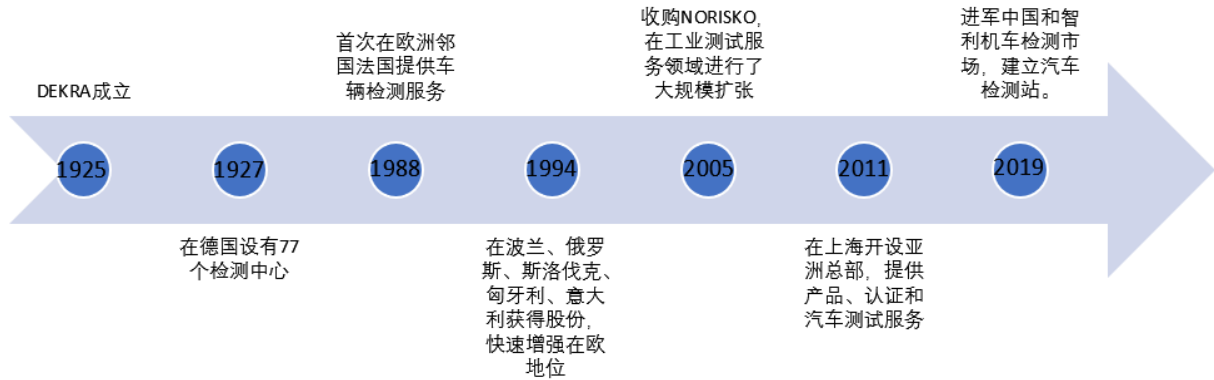 DEKRA成立
1925
1927
在德国设有77
个检测中心
首次在欧洲邻
国法国提供车
辆检测服务
1988
1994
在波兰、俄罗
斯、斯洛伐克、
匈牙利、意大
利获得股份，
快速增强在欧
地位
收购NORISKO，
在工业测试服
务领域进行了
大规模扩张
2005
2011
在上海开设亚
洲总部，提供
产品、认证和
汽车测试服务
进军中国和智
利机车检测市
场，建立汽车
检测站。
2019